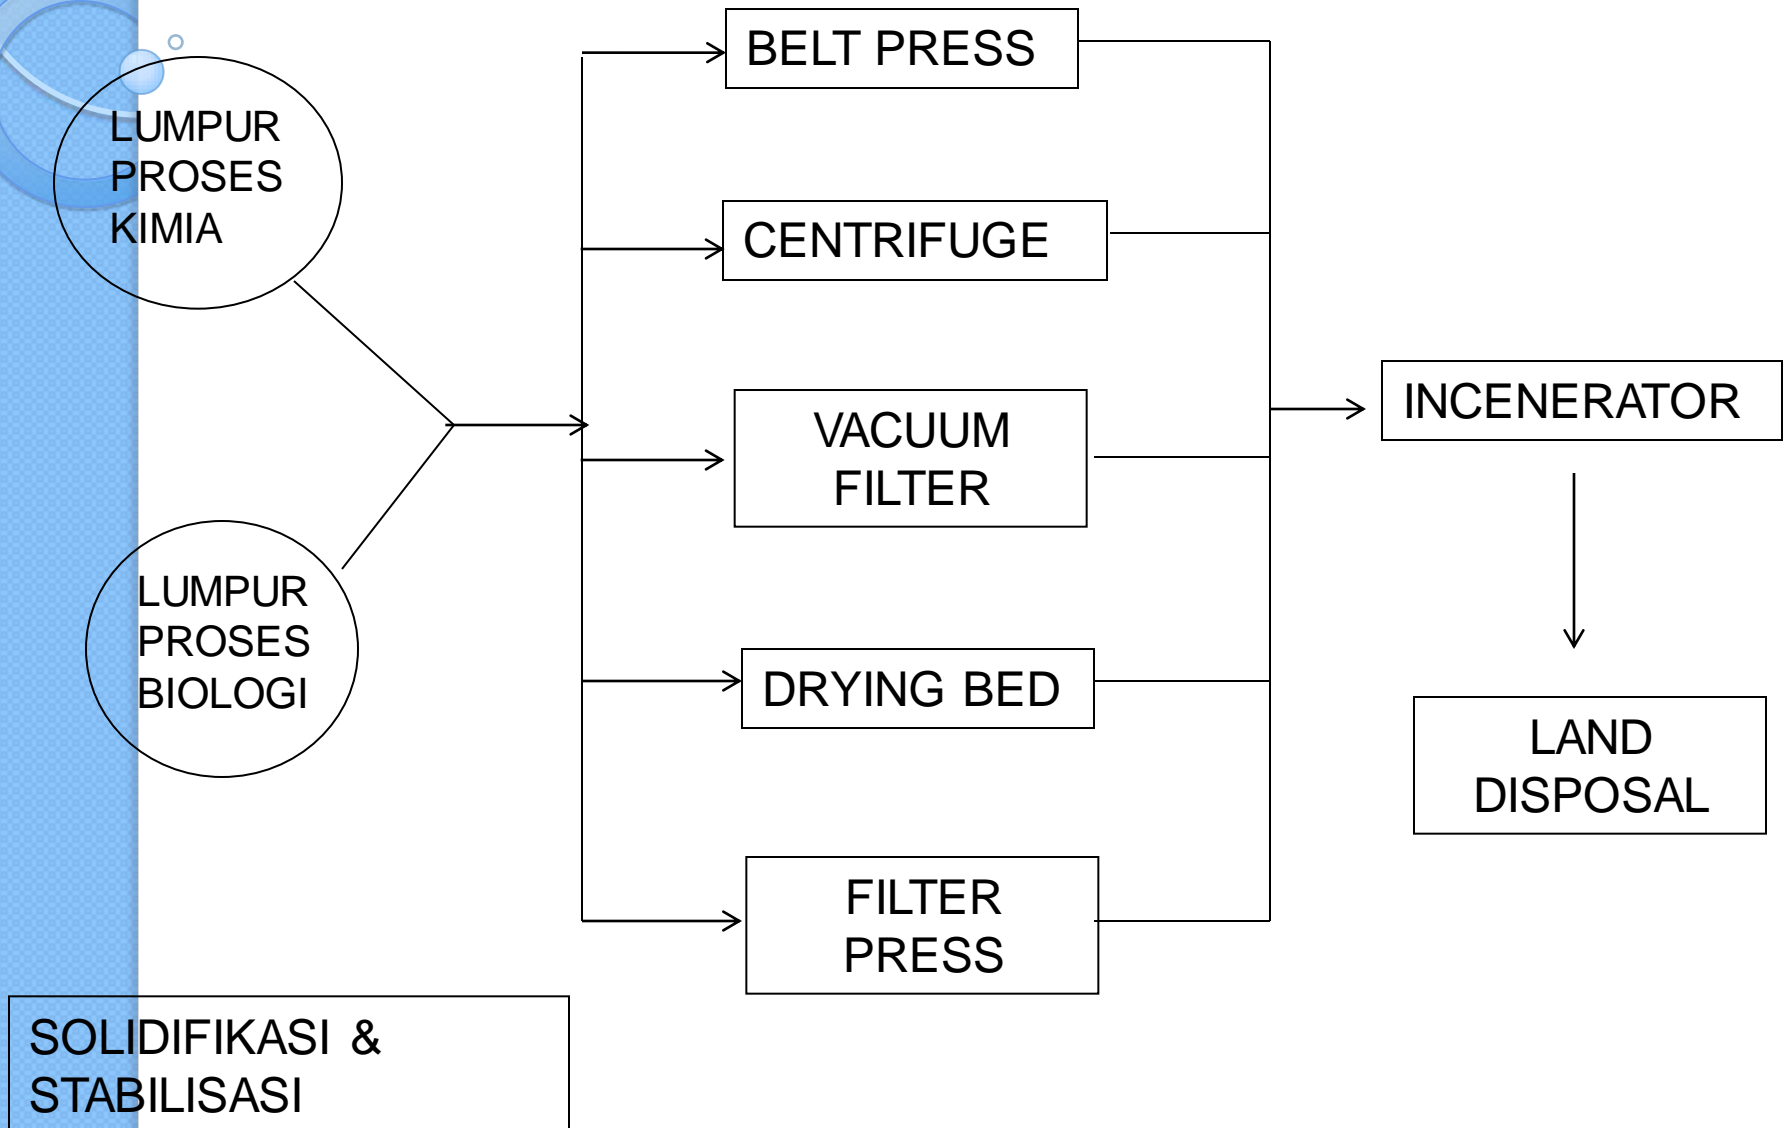 LUMPUR
PROSES
KIMIA
LUMPUR
PROSES
BIOLOGI
BELT PRESS
CENTRIFUGE
VACUUM
FILTER
DRYING BED
FILTER
PRESS
INCENERATOR
LAND
DISPOSAL
SOLIDIFIKASI &
STABILISASI